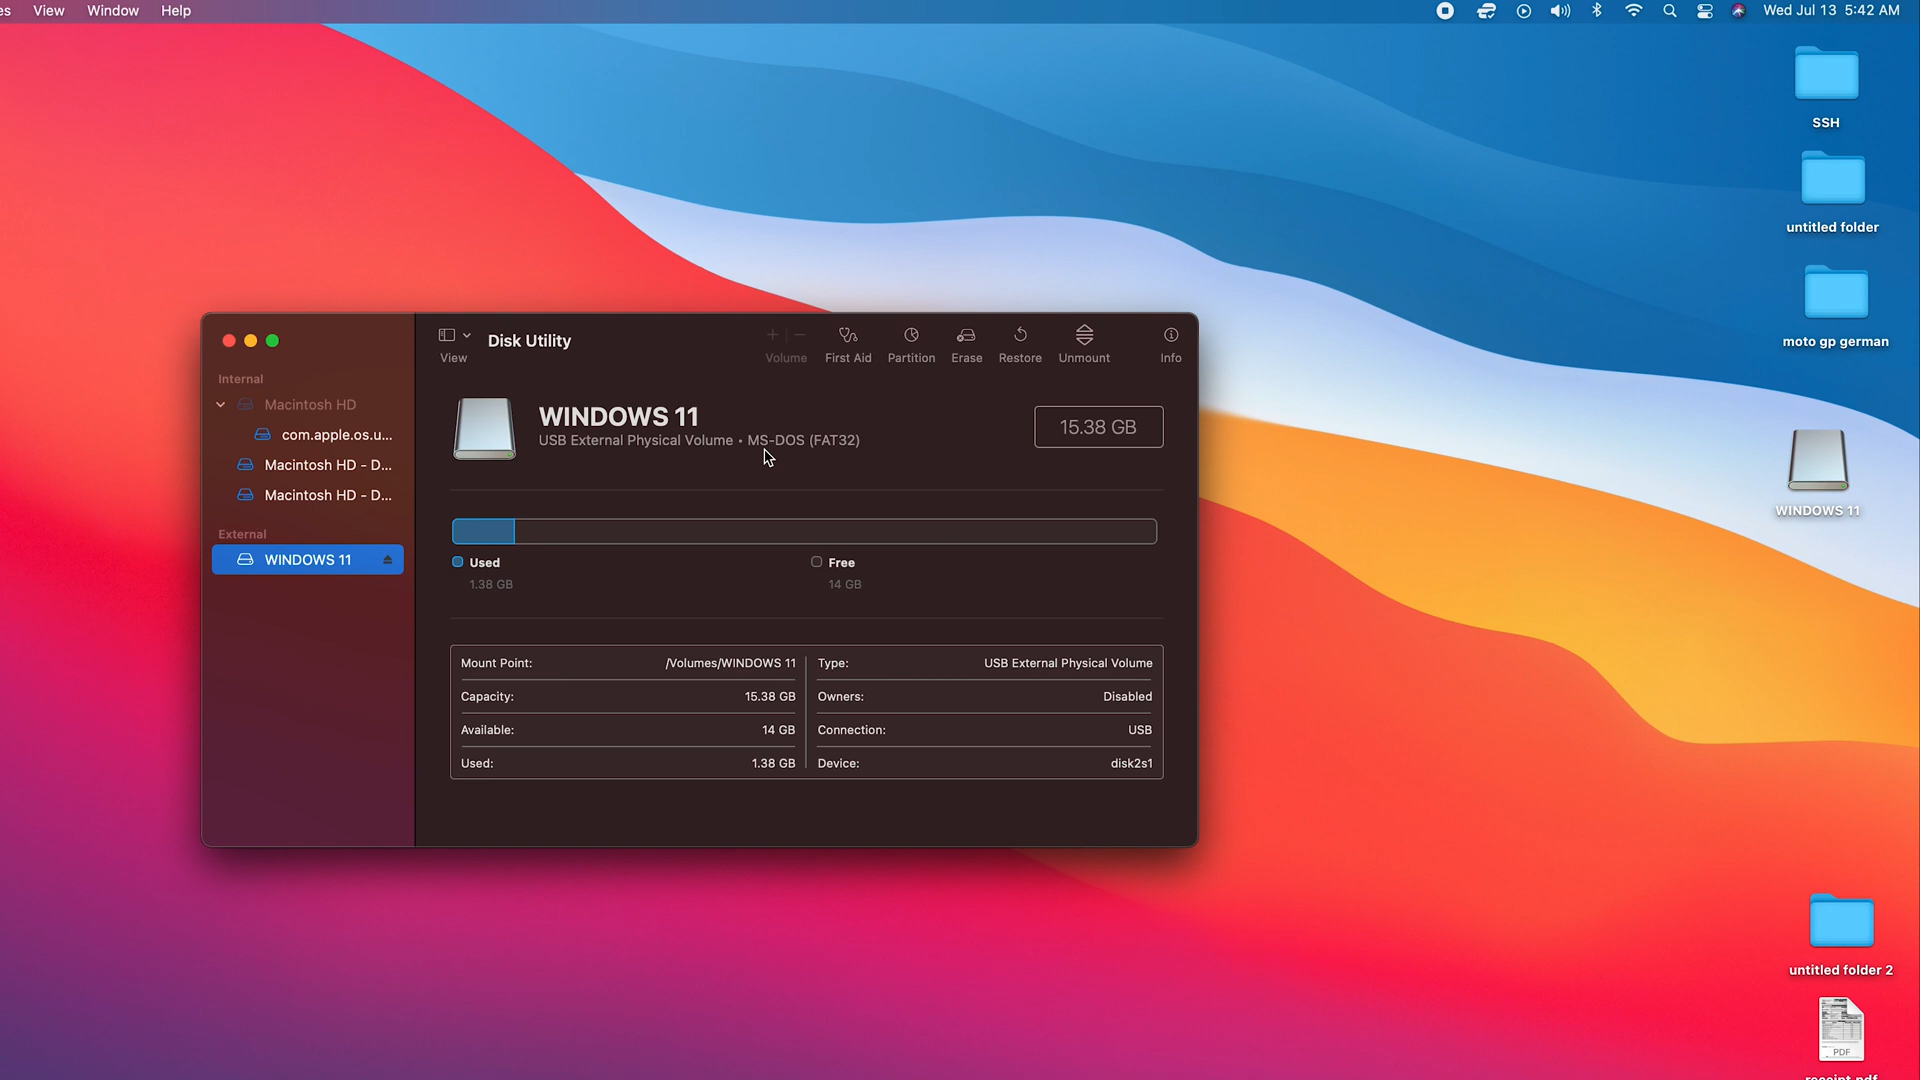 es View Window Help
Wed Jul 13 5:42 AM
SSH
untitled folder
moto gp german
WINDOWS 11
untitled folder 2
PDF
receipt.pdf
Disk Utility
View
Volume First Aid Partition Erase Restore Unmount Info
Internal
Macintosh HD
com.apple.os.u...
Macintosh HD - D...
Macintosh HD - D...
External
WINDOWS 11
WINDOWS 11
USB External Physical Volume • MS-DOS (FAT32)
15.38 GB
Used
1.38 GB
Free
14 GB
Mount Point: /Volumes/WINDOWS 11
Capacity: 15.38 GB
Available: 14 GB
Used: 1.38 GB
Type: USB External Physical Volume
Owners: Disabled
Connection: USB
Device: disk2s1